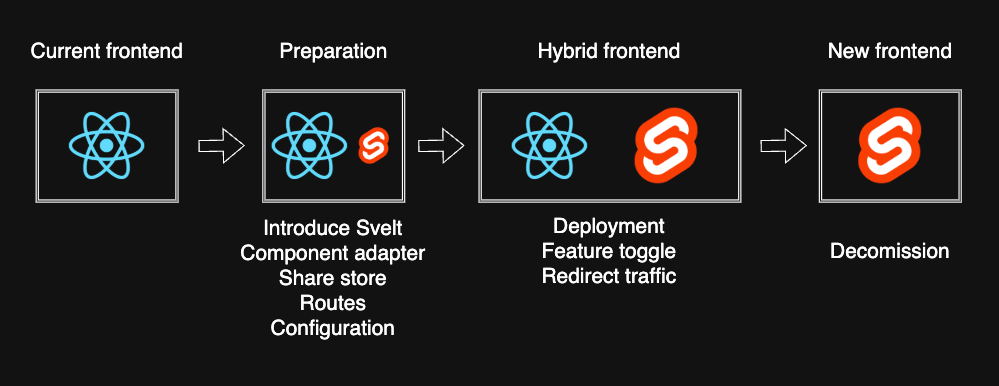 Current frontend
Preparation
Hybrid frontend
New frontend
Introduce Svelt
Component adapter
Share store
Routes
Configuration
Deployment
Feature toggle
Redirect traffic
Decomission